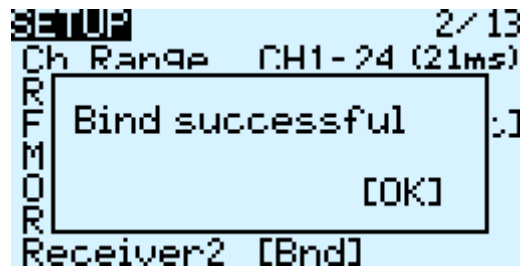 SETUP 2/13
Ch Range CH1-24 (21ms)
R
F
Bind successful
M
O
[OK]
R
Receiver2 [Bnd]